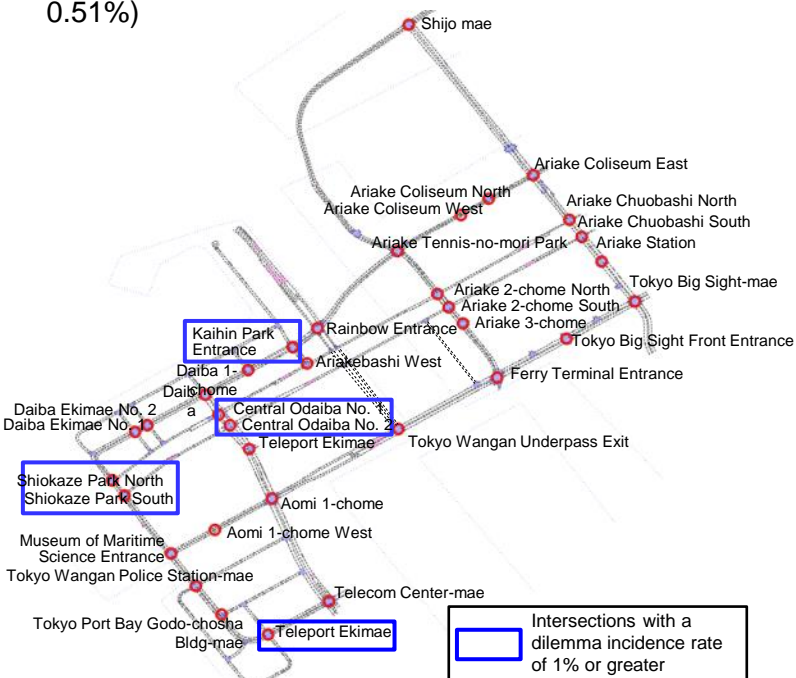 0.51%)
Shijo mae
Ariake Coliseum East
Ariake Coliseum North
Ariake Coliseum West
Ariake Chuobashi North
Ariake Chuobashi South
Ariake Tennis-no-mori Park
Ariake Station
Tokyo Big Sight-mae
Ariake 2-chome North
Ariake 2-chome South
Ariake 3-chome
Kaihin Park
Entrance
Rainbow Entrance
Tokyo Big Sight Front Entrance
Ariakebashi West
Daiba 1-
chome
Ferry Terminal Entrance
Daib
a
Daiba Ekimae No. 2
Daiba Ekimae No. 1
Central Odaiba No. 1
Central Odaiba No. 2
Teleport Ekimae
Tokyo Wangan Underpass Exit
Shiokaze Park North
Shiokaze Park South
Aomi 1-chome
Aomi 1-chome West
Museum of Maritime
Science Entrance
Tokyo Wangan Police Station-mae
Telecom Center-mae
Tokyo Port Bay Godo-chosha
Bldg-mae
Teleport Ekimae
Intersections with a
dilemma incidence rate
of 1% or greater